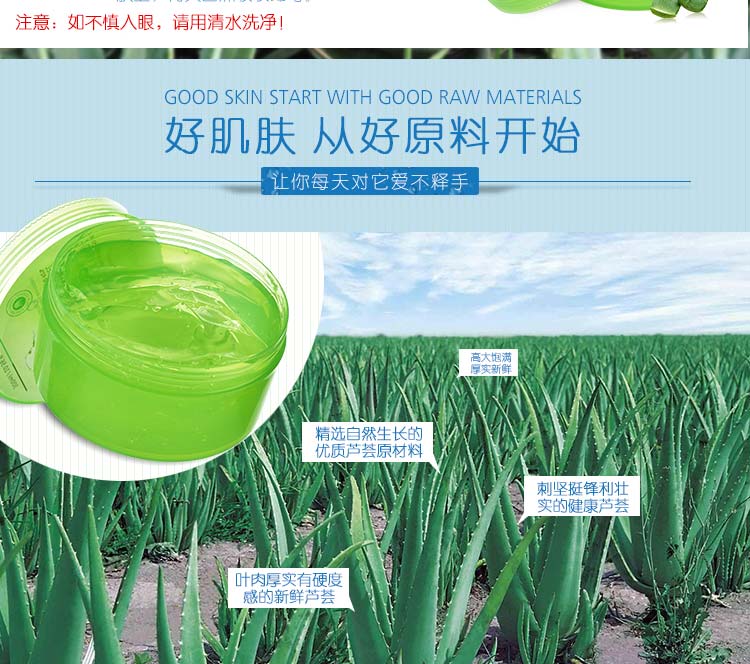 注意：如不慎入眼，请用清水洗净!
GOOD SKIN START WITH GOOD RAW MATERIALS
好肌肤 从好原料开始
让你每天对它爱不释手
高大饱满
厚实新鲜
精选自然生长的
优质芦荟原材料
刺坚挺锋利壮
实的健康芦荟
叶肉厚实有硬度
感的新鲜芦荟